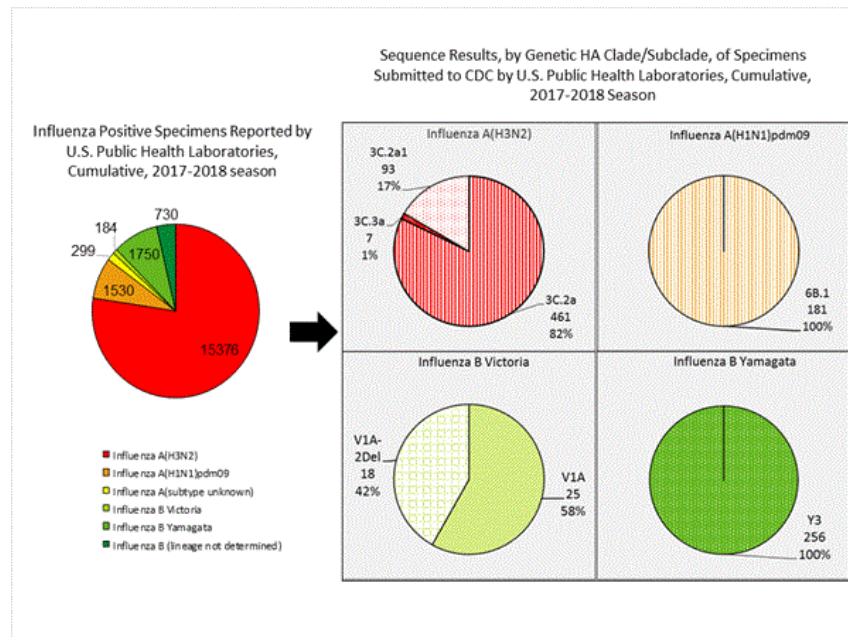 Sequence Results, by Genetic HA Clade/Subclade, of Specimens
Submitted to CDC by U.S. Public Health Laboratories, Cumulative,
2017-2018 Season
Influenza Positive Specimens Reported by
U.S. Public Health Laboratories,
Cumulative, 2017-2018 season
730
184
299
1750
1530
15376
Influenza A(H3N2)
Influenza A(H1N1)pdm09
Influenza A(subtype unknown)
Influenza B Victoria
Influenza B Yamagata
Influenza B (lineage not determined)
Influenza A(H3N2)
3C.2a1
93
17%
3C.3a
7
1%
3C.2a
461
82%
Influenza A(H1N1)pdm09
6B.1
181
100%
Influenza B Victoria
V1A-
2Del
18
42%
V1A
25
58%
Influenza B Yamagata
Y3
256
100%